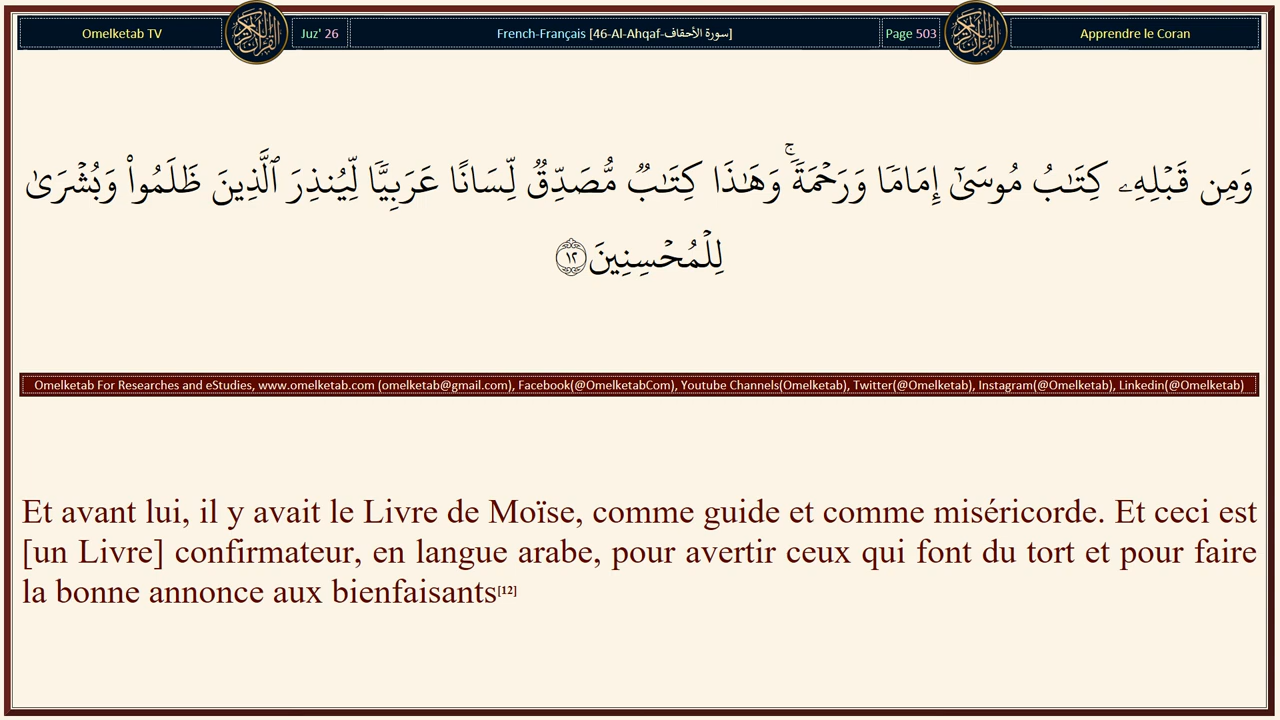 Omelketab TV
Juz' 26
French-Français [46-Al-Ahqaf-سورة الأحقاف]
Page 503
Apprendre le Coran
وَمِن قَبْلِهِۦ كِتَٰبُ مُوسَىٰٓ إِمَامًا وَرَحْمَةً ۚ وَهَٰذَا كِتَٰبٌ مُّصَدِّقٌ لِّسَانًا عَرَبِيًّا لِّيُنذِرَ ٱلَّذِينَ ظَلَمُوا۟ وَبُشْرَىٰ
لِلْمُحْسِنِينَ ١٢
Omelketab For Researches and eStudies, www.omelketab.com (omelketab@gmail.com), Facebook(@OmelketabCom), Youtube Channels(Omelketab), Twitter(@Omelketab), Instagram(@Omelketab), Linkedin(@Omelketab)
Et avant lui, il y avait le Livre de Moïse, comme guide et comme miséricorde. Et ceci est
[un Livre] confirmateur, en langue arabe, pour avertir ceux qui font du tort et pour faire
la bonne annonce aux bienfaisants[12]